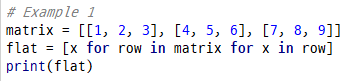 # Example 1
matrix = [[1, 2, 3], [4, 5, 6], [7, 8, 9]]
flat = [x for row in matrix for x in row]
print(flat)